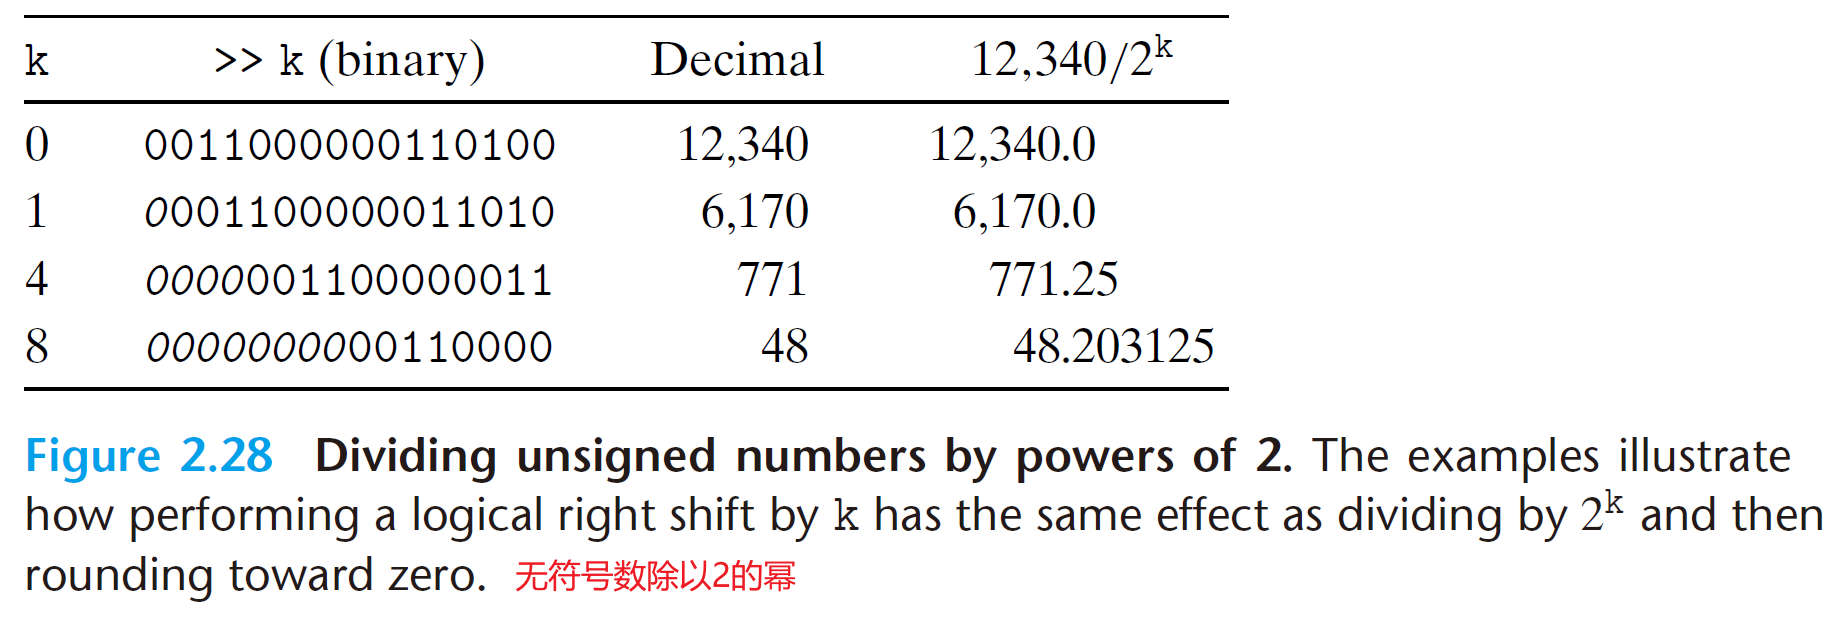 k >> k (binary) Decimal 12,340/2^k
0 0011000000110100 12,340 12,340.0
1 0001100000011010 6,170 6,170.0
4 0000001100000011 771 771.25
8 0000000000110000 48 48.203125
Figure 2.28 Dividing unsigned numbers by powers of 2. The examples illustrate
how performing a logical right shift by k has the same effect as dividing by 2^k and then
rounding toward zero. 无符号数除以2的幂